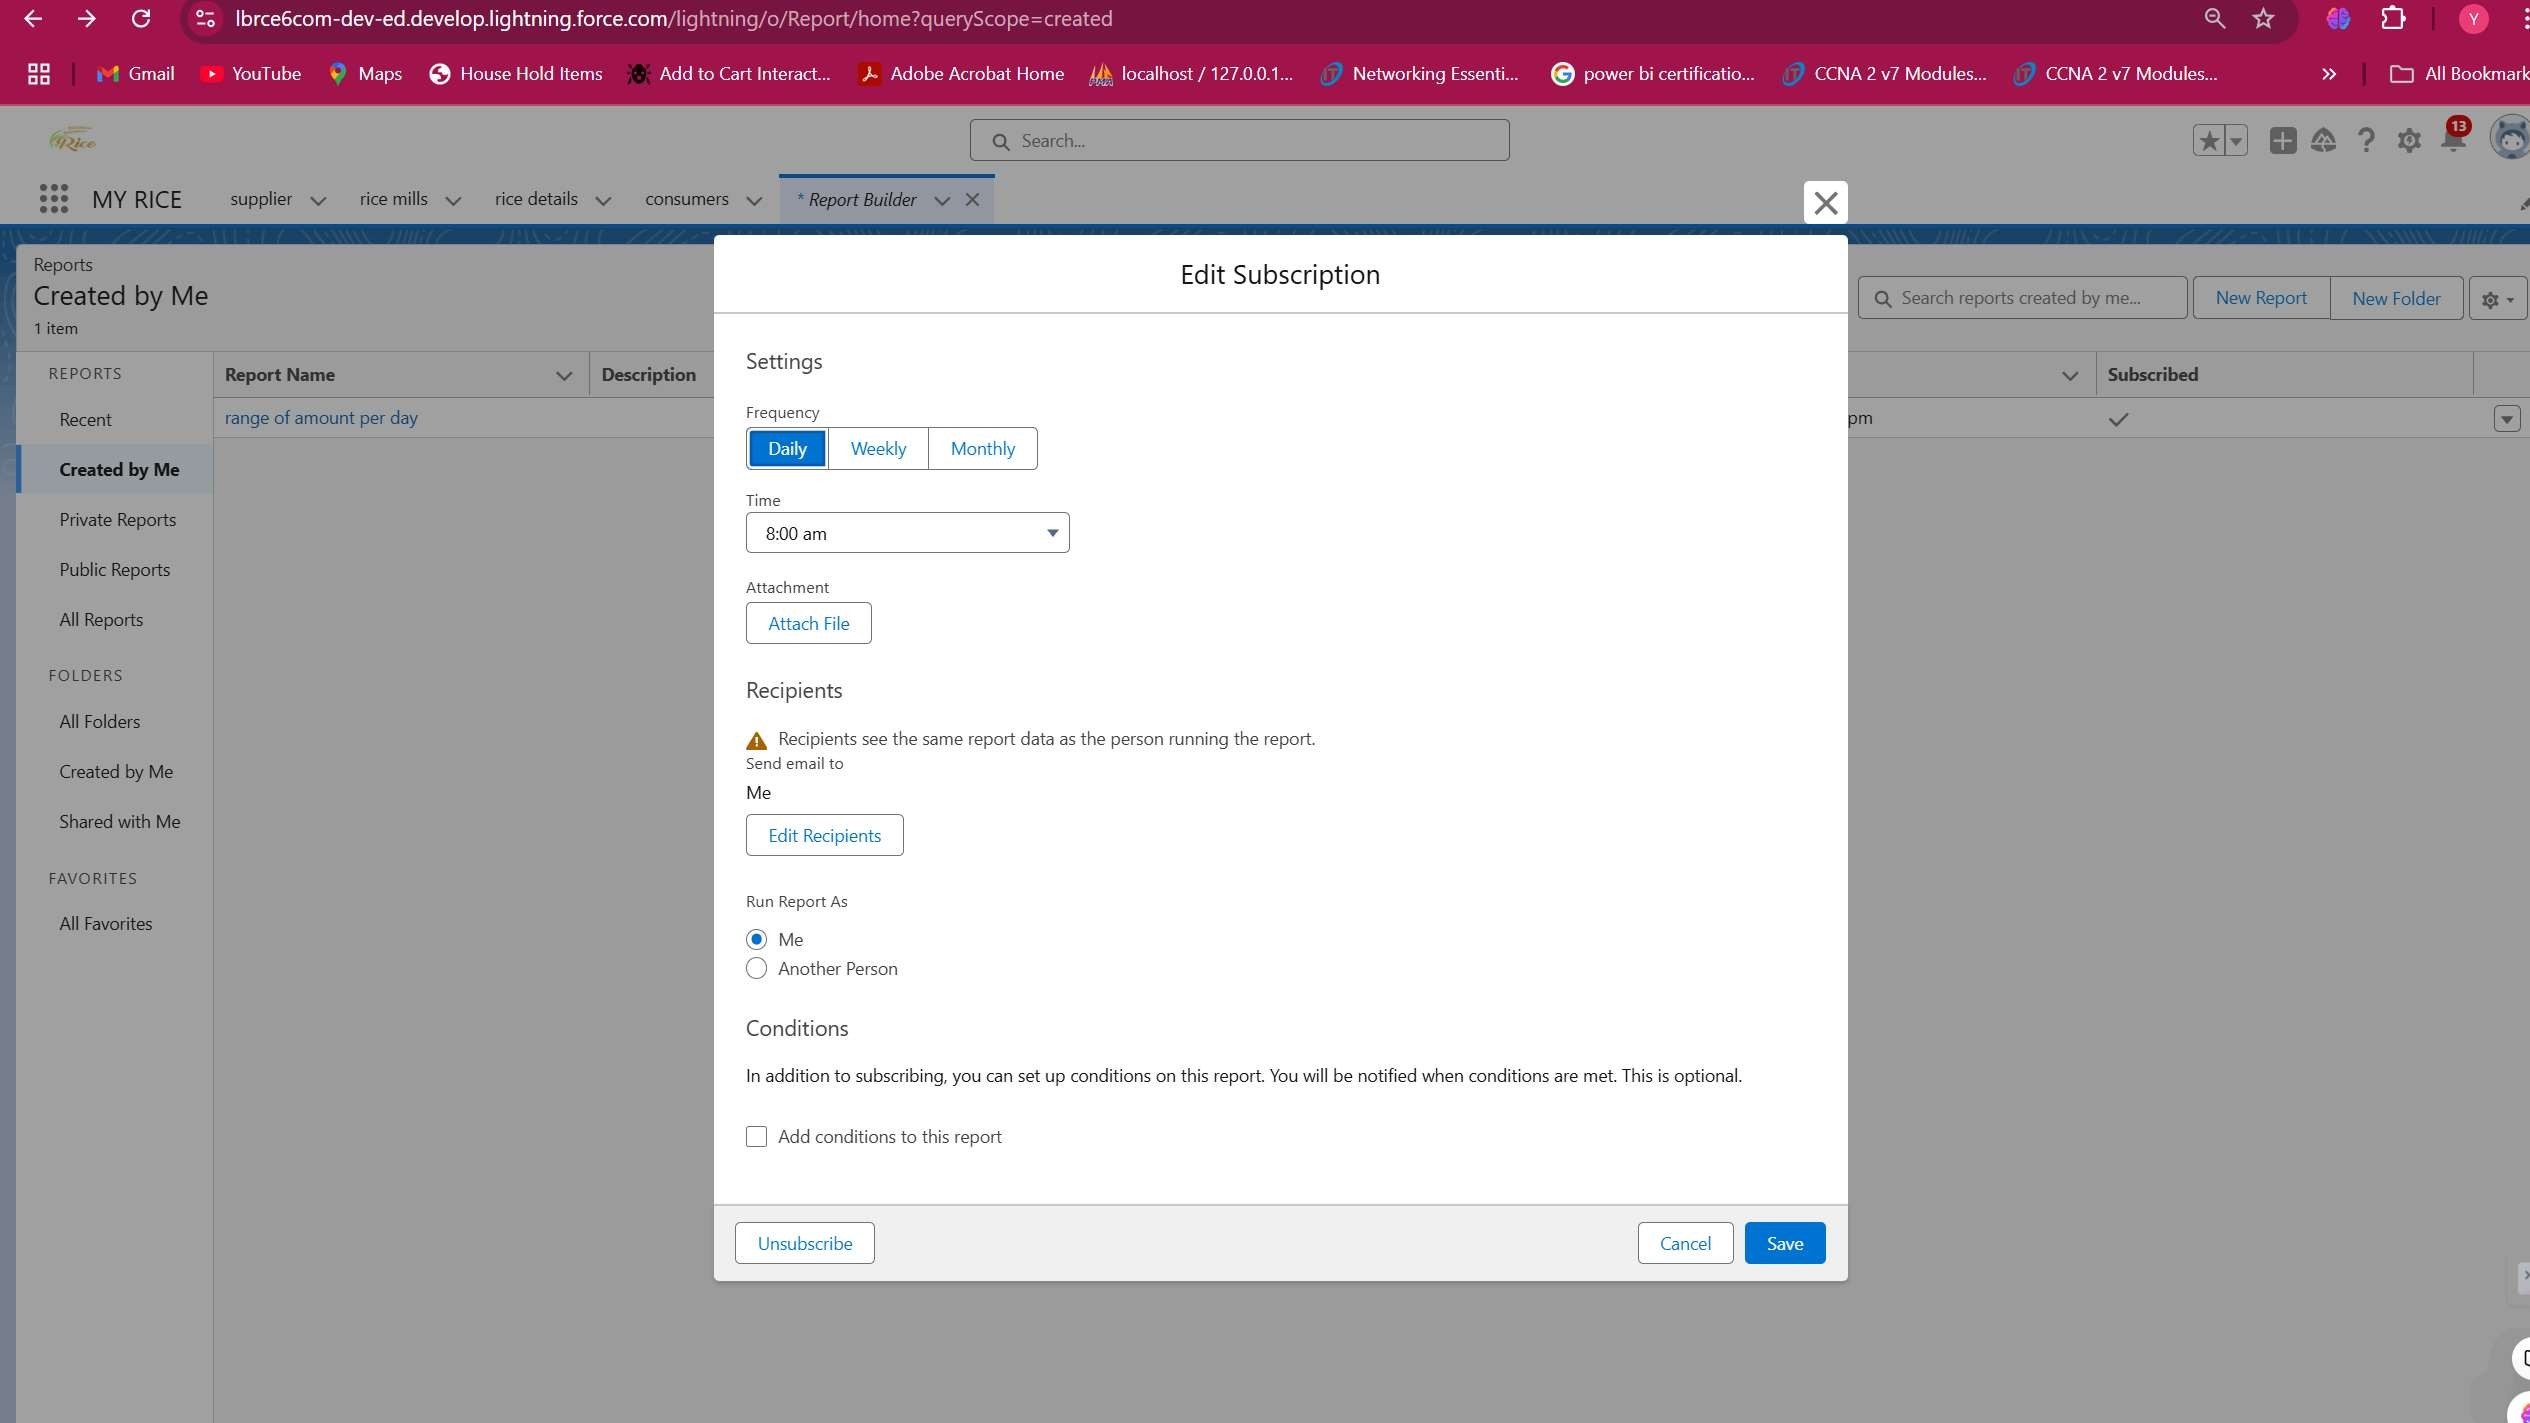 lbrce6com-dev-ed.develop.lightning.force.com/lightning/o/Report/home?queryScope=created
Y
Gmail YouTube Maps House Hold Items Add to Cart Interact... Adobe Acrobat Home localhost / 127.0.0.1... Networking Essenti... power bi certificatio... CCNA 2 v7 Modules... CCNA 2 v7 Modules... » All Bookmark
Rice
Search...
13
MY RICE supplier rice mills rice details consumers * Report Builder
Reports
Created by Me
1 item
Search reports created by me...
New Report
New Folder
REPORTS
Recent
Created by Me
Private Reports
Public Reports
All Reports
FOLDERS
All Folders
Created by Me
Shared with Me
FAVORITES
All Favorites
Report Name Description Subscribed
range of amount per day pm
Edit Subscription
Settings
Frequency
Daily Weekly Monthly
Time
8:00 am
Attachment
Attach File
Recipients
Recipients see the same report data as the person running the report.
Send email to
Me
Edit Recipients
Run Report As
Me
Another Person
Conditions
In addition to subscribing, you can set up conditions on this report. You will be notified when conditions are met. This is optional.
Add conditions to this report
Unsubscribe Cancel Save